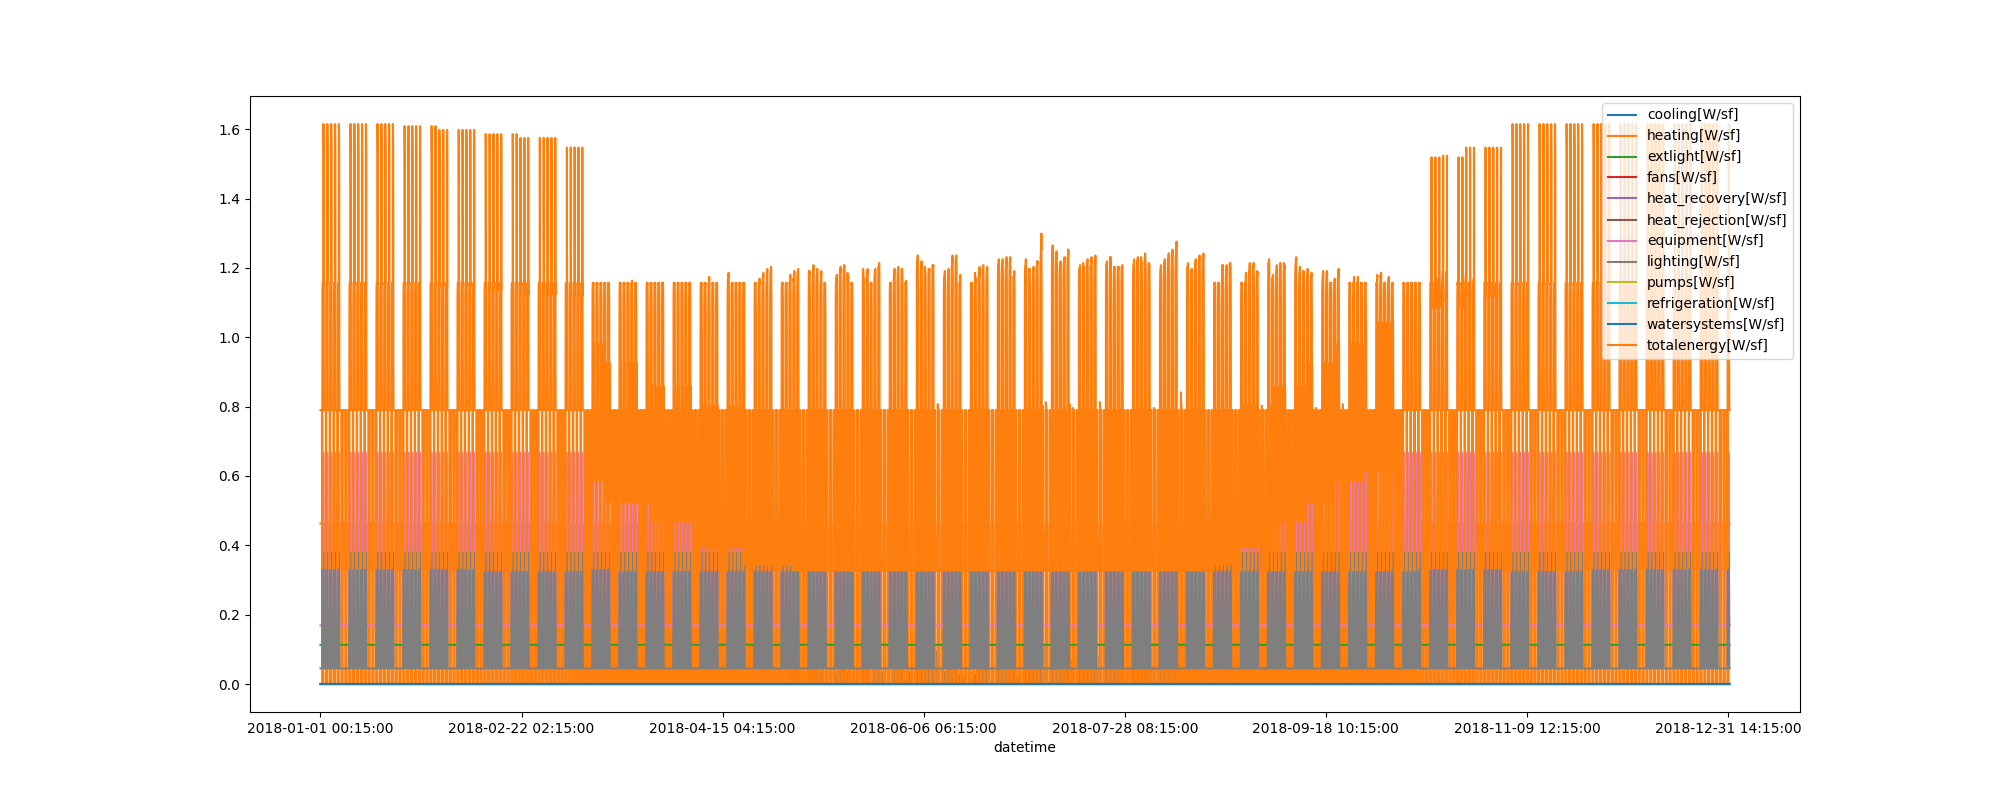 1.6
1.4
1.2
1.0
0.8
0.6
0.4
0.2
0.0
cooling[W/sf]
heating[W/sf]
extlight[W/sf]
fans[W/sf]
heat_recovery[W/sf]
heat_rejection[W/sf]
equipment[W/sf]
lighting[W/sf]
pumps[W/sf]
refrigeration[W/sf]
watersystems[W/sf]
totalenergy[W/sf]
2018-01-01 00:15:00 2018-02-22 02:15:00 2018-04-15 04:15:00 2018-06-06 06:15:00 2018-07-28 08:15:00 2018-09-18 10:15:00 2018-11-09 12:15:00 2018-12-31 14:15:00
datetime